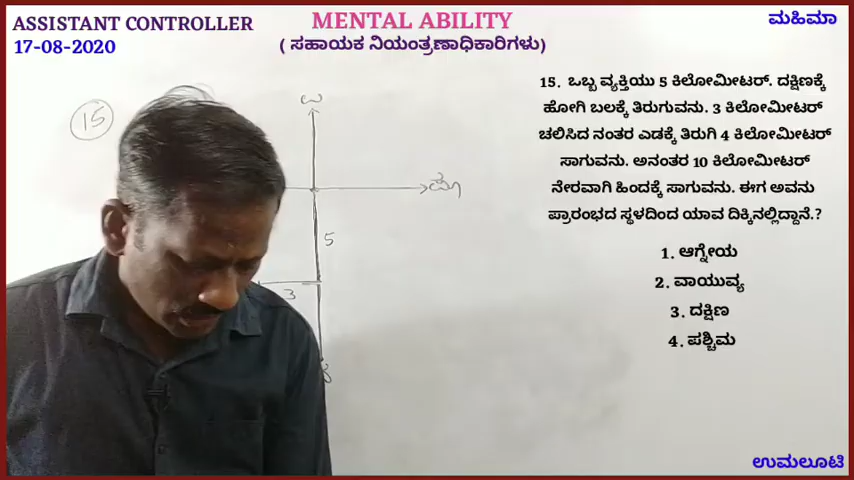 ASSISTANT CONTROLLER
17-08-2020
MENTAL ABILITY
( ಸಹಾಯಕ ನಿಯಂತ್ರಣಾಧಿಕಾರಿಗಳು)
ಮಹಿಮಾ
15. ಒಬ್ಬ ವ್ಯಕ್ತಿಯು 5 ಕಿಲೋಮೀಟರ್. ದಕ್ಷಿಣಕ್ಕೆ
ಹೋಗಿ ಬಲಕ್ಕೆ ತಿರುಗುವನು. 3 ಕಿಲೋಮೀಟರ್
ಚಲಿಸಿದ ನಂತರ ಎಡಕ್ಕೆ ತಿರುಗಿ 4 ಕಿಲೋಮೀಟರ್
ಸಾಗುವನು. ಅನಂತರ 10 ಕಿಲೋಮೀಟರ್
ನೇರವಾಗಿ ಹಿಂದಕ್ಕೆ ಸಾಗುವನು. ಈಗ ಅವನು
ಪ್ರಾರಂಭದ ಸ್ಥಳದಿಂದ ಯಾವ ದಿಕ್ಕಿನಲ್ಲಿದ್ದಾನೆ.?
1. ಆಗ್ನೇಯ
2. ವಾಯುವ್ಯ
3. ದಕ್ಷಿಣ
4. ಪಶ್ಚಿಮ
15
5
3
ಉಮಲೂಟಿ